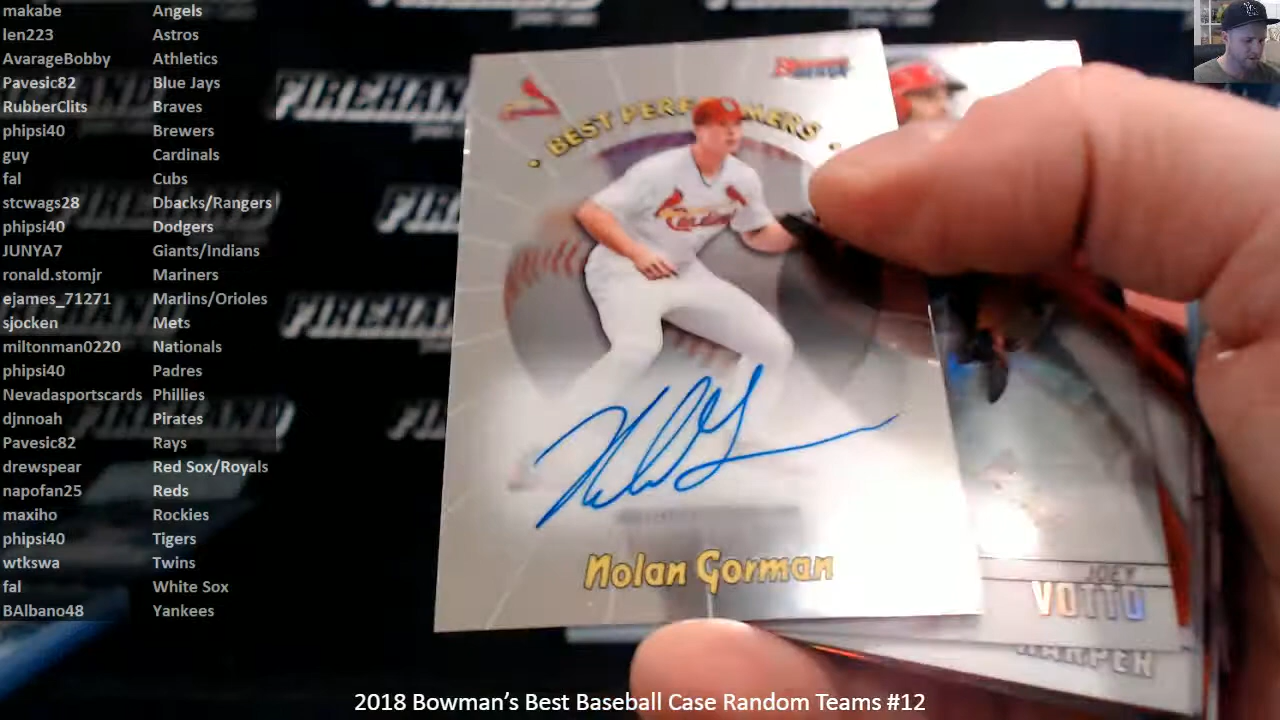 makabe Angels
len223 Astros
AvarageBobby Athletics
Pavesic82 Blue Jays
RubberClits Braves
phipsi40 Brewers
guy Cardinals
fal Cubs
stcwags28 Dbacks/Rangers
phipsi40 Dodgers
JUNYA7 Giants/Indians
ronald.stomjr Mariners
ejames_71271 Marlins/Orioles
sjocken Mets
miltonman0220 Nationals
phipsi40 Padres
Nevadasportscards Phillies
djnnoah Pirates
Pavesic82 Rays
drewspear Red Sox/Royals
napofan25 Reds
maxiho Rockies
phipsi40 Tigers
wtkswa Twins
fal White Sox
BAlbano48 Yankees
FIREHAND
BEST
Cardinals
Nolan Gorman
JOEY
VOTTO
HARPER
2018 Bowman’s Best Baseball Case Random Teams #12